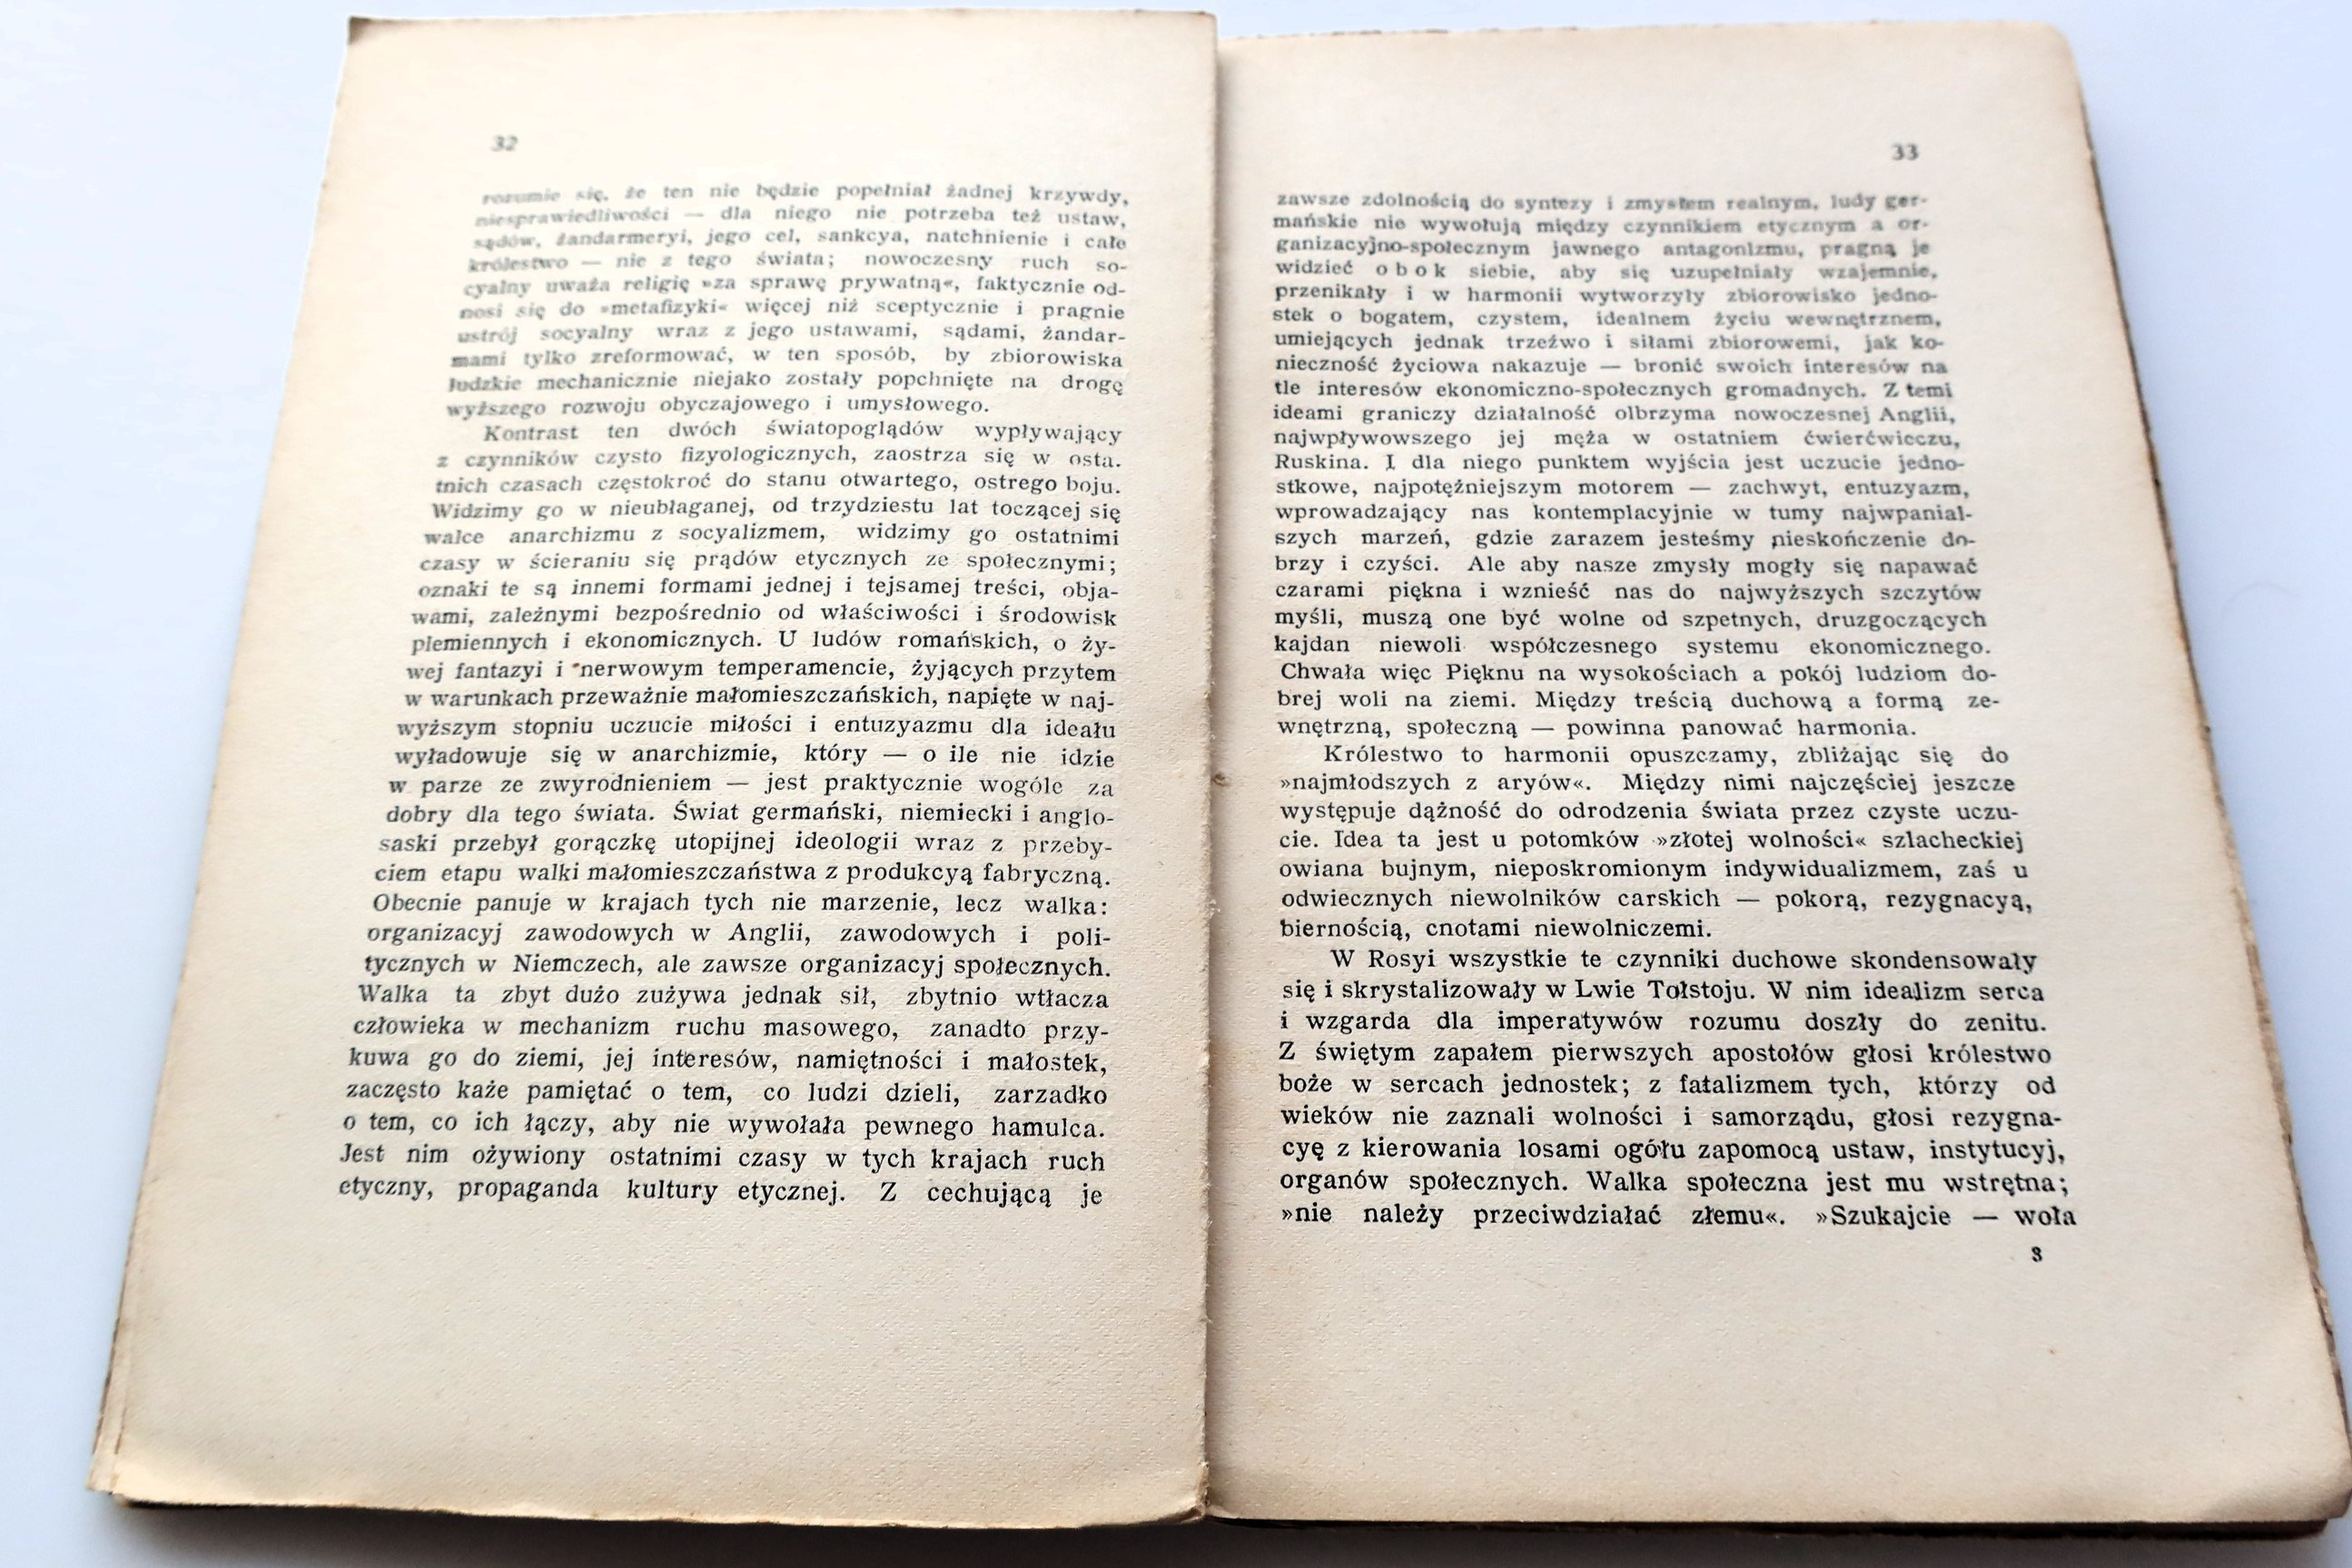 32
rozumie się, że ten nie będzie popełniał żadnej krzywdy,
niesprawiedliwości — dla niego nie potrzeba też ustaw,
sądów, żandarmeryi, jego cel, sankcya, natchnienie i całe
królestwo — nie z tego świata; nowoczesny ruch so-
cyalny uważa religię »za sprawę prywatną«, faktycznie od-
nosi się do »metafizyki« więcej niż sceptycznie i pragnie
ustrój socyalny wraz z jego ustawami, sądami, żandar-
mami tylko zreformować, w ten sposób, by zbiorowiska
ludzkie mechanicznie niejako zostały popchnięte na drogę
wyższego rozwoju obyczajowego i umysłowego.
Kontrast ten dwóch światopoglądów wypływający
z czynników czysto fizyologicznych, zaostrza się w osta.
tnich czasach częstokroć do stanu otwartego, ostrego boju.
Widzimy go w nieubłaganej, od trzydziestu lat toczącej się
walce anarchizmu z socyalizmem, widzimy go ostatnimi
czasy w ścieraniu się prądów etycznych ze społecznymi;
oznaki te są innemi formami jednej i tejsamej treści, obja-
wami, zależnymi bezpośrednio od właściwości i środowisk
plemiennych i ekonomicznych. U ludów romańskich, o ży-
wej fantazyi i nerwowym temperamencie, żyjących przytem
w warunkach przeważnie małomieszczańskich, napięte w naj-
wyższym stopniu uczucie miłości i entuzyazmu dla ideału
wyładowuje się w anarchizmie, który — o ile nie idzie
w parze ze zwyrodnieniem — jest praktycznie wogóle za
dobry dla tego świata. Świat germański, niemiecki i anglo-
saski przebył gorączkę utopijnej ideologii wraz z przeby-
ciem etapu walki małomieszczaństwa z produkcyą fabryczną.
Obecnie panuje w krajach tych nie marzenie, lecz walka:
organizacyj zawodowych w Anglii, zawodowych i poli-
tycznych w Niemczech, ale zawsze organizacyj społecznych.
Walka ta zbyt dużo zużywa jednak sił, zbytnio wtłacza
człowieka w mechanizm ruchu masowego, zanadto przy-
kuwa go do ziemi, jej interesów, namiętności i małostek,
zaczęsto każe pamiętać o tem, co ludzi dzieli, zarzadko
o tem, co ich łączy, aby nie wywołała pewnego hamulca.
Jest nim ożywiony ostatnimi czasy w tych krajach ruch
etyczny, propaganda kultury etycznej. Z cechującą je
33
zawsze zdolnością do syntezy i zmysłem realnym, ludy ger-
mańskie nie wywołują między czynnikiem etycznym a or-
ganizacyjno-społecznym jawnego antagonizmu, pragną je
widzieć obok siebie, aby się uzupełniały wzajemnie,
przenikały i w harmonii wytworzyły zbiorowisko jedno-
stek o bogatem, czystem, idealnem życiu wewnętrznem,
umiejących jednak trzeźwo i siłami zbiorowemi, jak ko-
nieczność życiowa nakazuje — bronić swoich interesów na
tle interesów ekonomiczno-społecznych gromadnych. Z temi
ideami graniczy działalność olbrzyma nowoczesnej Anglii,
najwpływowszego jej męża w ostatniem ćwierćwieczu,
Ruskina. I dla niego punktem wyjścia jest uczucie jedno-
stkowe, najpotężniejszym motorem — zachwyt, entuzyazm,
wprowadzający nas kontemplacyjnie w tumy najwpanial-
szych marzeń, gdzie zarazem jesteśmy nieskończenie do-
brzy i czyści. Ale aby nasze zmysły mogły się napawać
czarami piękna i wznieść nas do najwyższych szczytów
myśli, muszą one być wolne od szpetnych, druzgoczących
kajdan niewoli współczesnego systemu ekonomicznego.
Chwała więc Pięknu na wysokościach a pokój ludziom do-
brej woli na ziemi. Między treścią duchową a formą ze-
wnętrzną, społeczną — powinna panować harmonia.
Królestwo to harmonii opuszczamy, zbliżając się do
»najmłodszych z aryów«. Między nimi najczęściej jeszcze
występuje dążność do odrodzenia świata przez czyste uczu-
cie. Idea ta jest u potomków »złotej wolności« szlacheckiej
owiana bujnym, nieposkromionym indywidualizmem, zaś u
odwiecznych niewolników carskich — pokorą, rezygnacyą,
biernością, cnotami niewolniczemi.
W Rosyi wszystkie te czynniki duchowe skondensowały
się i skrystalizowały w Lwie Tołstoju. W nim idealizm serca
i wzgarda dla imperatywów rozumu doszły do zenitu.
Z świętym zapałem pierwszych apostołów głosi królestwo
boże w sercach jednostek; z fatalizmem tych, którzy od
wieków nie zaznali wolności i samorządu, głosi rezygna-
cyę z kierowania losami ogółu zapomocą ustaw, instytucyj,
organów społecznych. Walka społeczna jest mu wstrętna;
»nie należy przeciwdziałać złemu«. »Szukajcie — woła
3